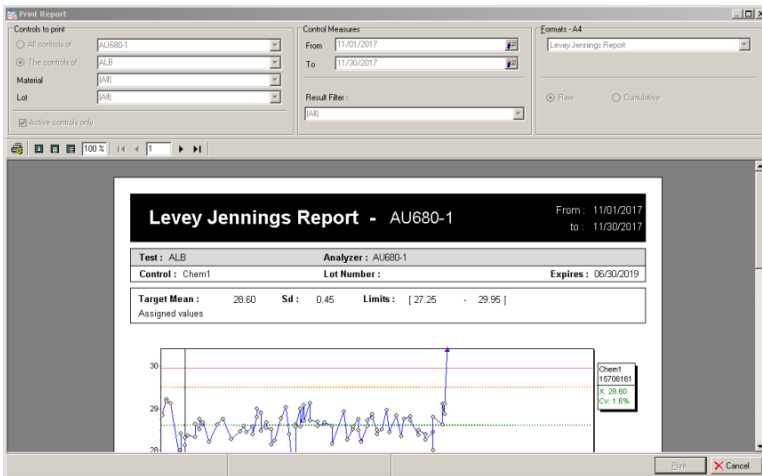 Print Report
Controls to print
All controls of AU680-1
The controls of ALB
Material (All)
Lot (All)
Active controls only
Control Measures
From 11/01/2017
To 11/30/2017
Result Filter :
(All)
Formats - A4
Levey Jennings Report
Raw Cumulative
100 % 1
Levey Jennings Report - AU680-1
From : 11/01/2017
to : 11/30/2017
Test : ALB Analyzer : AU680-1
Control : Chem1 Lot Number : Expires : 06/30/2019
Target Mean : 28.60 Sd : 0.45 Limits : [ 27.25 - 29.95 ]
Assigned values
30
29
28
Chem1
15706161
X: 28.60
Cv: 1.6%
Print Cancel